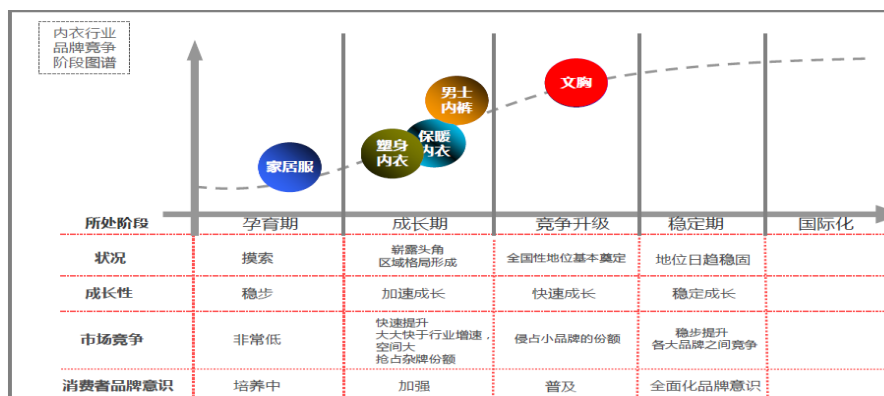 内衣行业
品牌竞争
阶段图谱
文胸
男士
内裤
保暖
内衣
塑身
内衣
家居服
所处阶段
孕育期
成长期
竞争升级
稳定期
国际化
状况
摸索
崭露头角
区域格局形成
全国性地位基本奠定
地位日趋稳固
成长性
稳步
加速成长
快速成长
稳定成长
市场竞争
非常低
快速提升
大大快于行业增速，
空间大
抢占杂牌份额
侵占小品牌的份额
稳步提升
各大品牌之间竞争
消费者品牌意识
培养中
加强
普及
全面化品牌意识